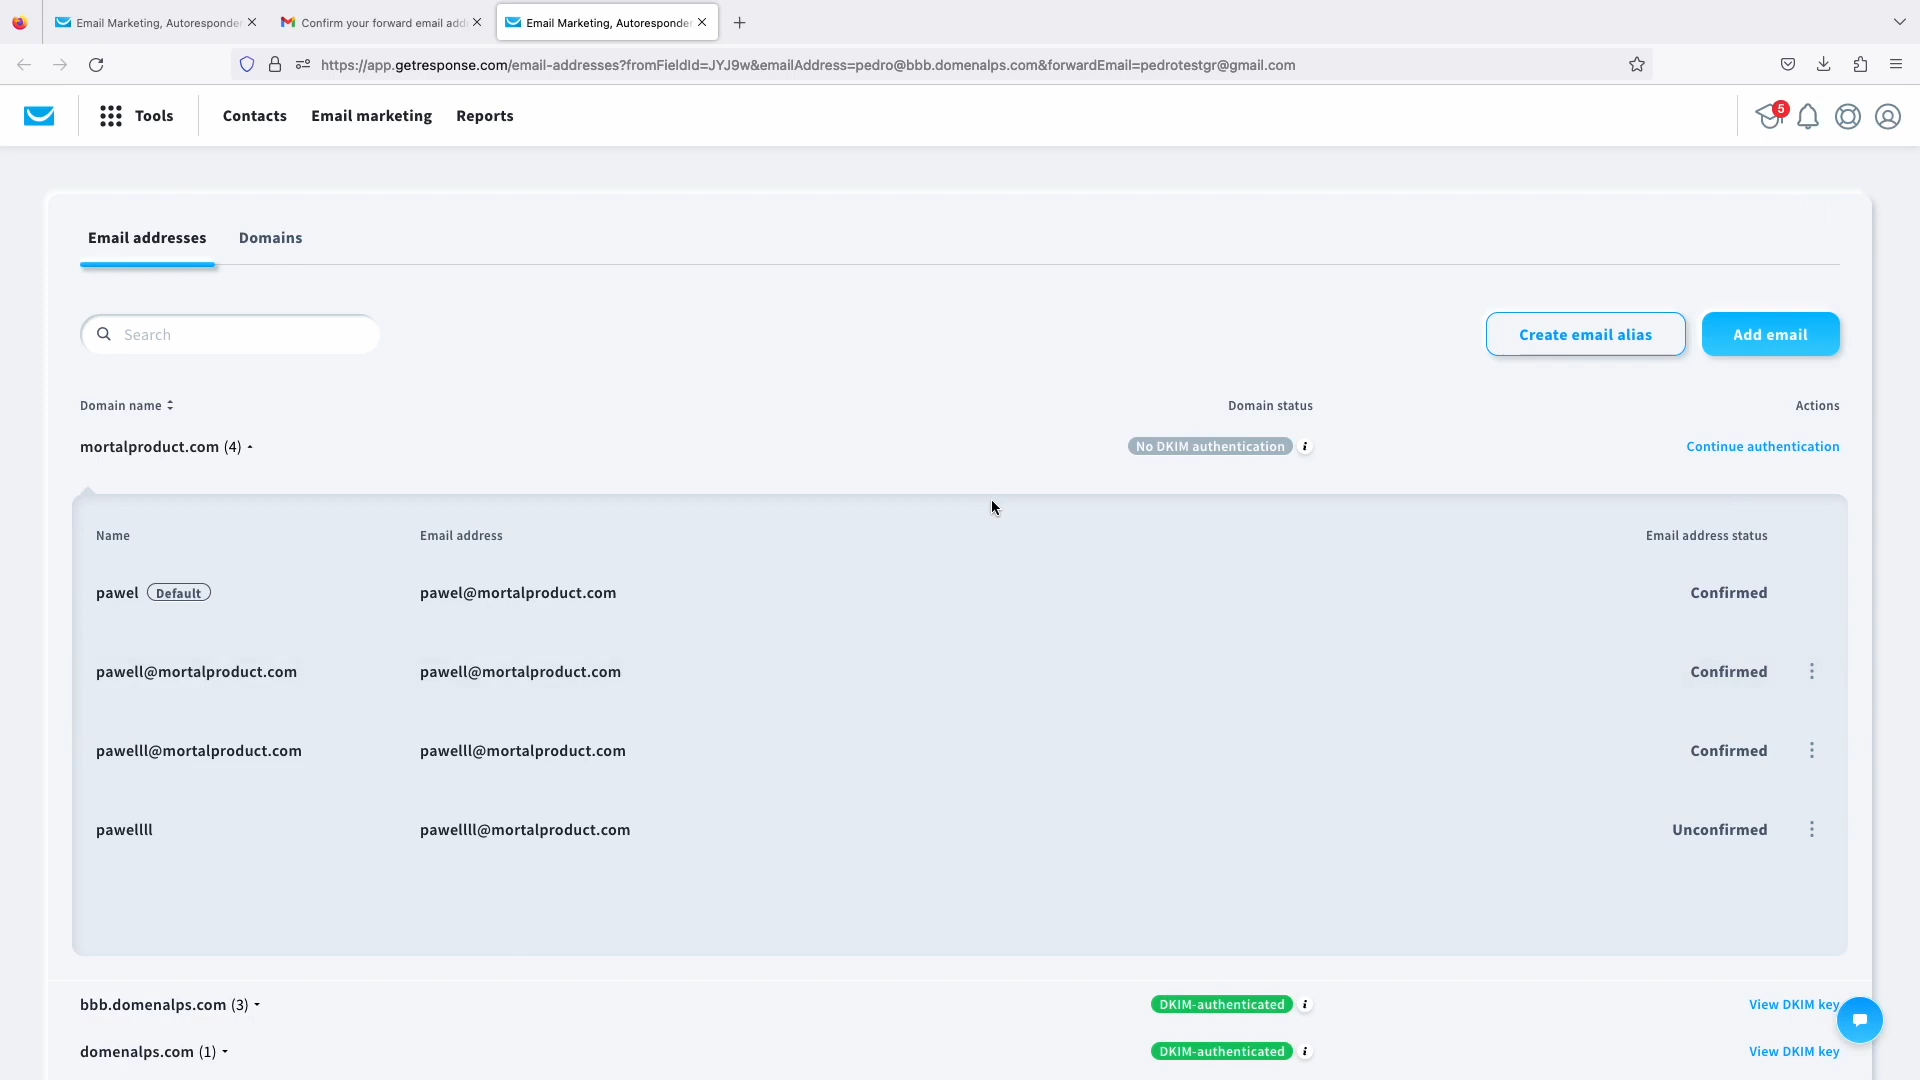 Email Marketing, Autoresponder
Confirm your forward email add
Email Marketing, Autoresponder
https://app.getresponse.com/email-addresses?fromFieldId=JYJ9w&emailAddress=pedro@bbb.domenalps.com&forwardEmail=pedrotestgr@gmail.com
Tools
Contacts
Email marketing
Reports
5
Email addresses
Domains
Search
Create email alias
Add email
Domain name
Domain status
Actions
mortalproduct.com (4)
No DKIM authentication
i
Continue authentication
Name
Email address
Email address status
pawel
Default
pawel@mortalproduct.com
Confirmed
pawell@mortalproduct.com
pawell@mortalproduct.com
Confirmed
pawelll@mortalproduct.com
pawelll@mortalproduct.com
Confirmed
pawellll
pawellll@mortalproduct.com
Unconfirmed
bbb.domenalps.com (3)
DKIM-authenticated
i
View DKIM key
domenalps.com (1)
DKIM-authenticated
i
View DKIM key